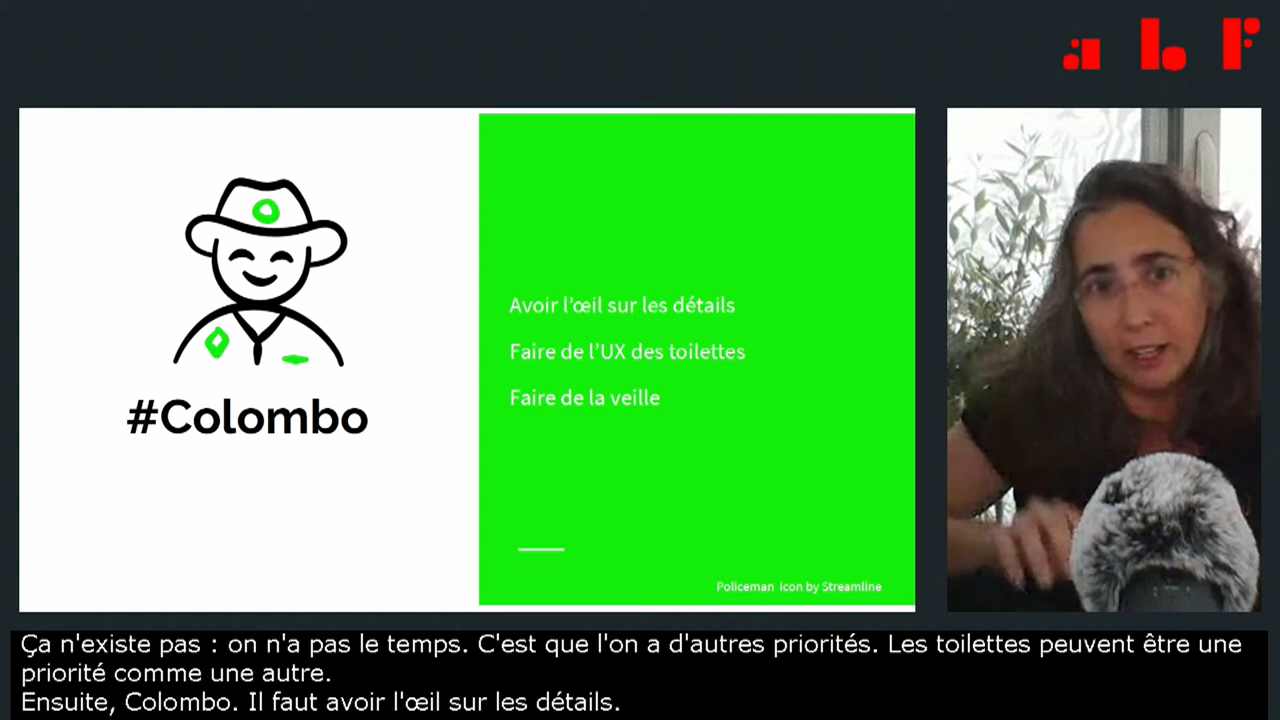 abf
#Colombo
Avoir l’œil sur les détails
Faire de l’UX des toilettes
Faire de la veille
Policeman icon by Streamline
Ça n'existe pas : on n'a pas le temps. C'est que l'on a d'autres priorités. Les toilettes peuvent être une
priorité comme une autre.
Ensuite, Colombo. Il faut avoir l'œil sur les détails.